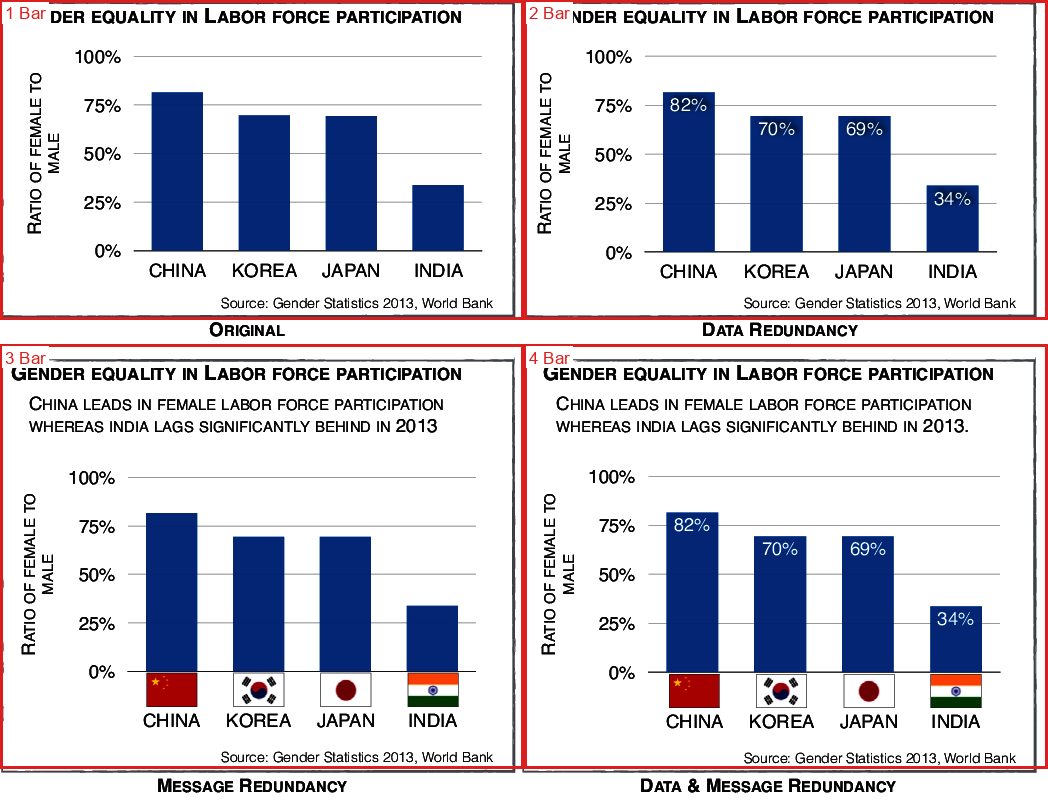 1 Bar
DER EQUALITY IN LABOR FORCE PARTICIPATION
100%
75%
50%
25%
0%
RATIO OF FEMALE TO
MALE
CHINA KOREA JAPAN INDIA
Source: Gender Statistics 2013, World Bank
ORIGINAL
2 Bar
NDER EQUALITY IN LABOR FORCE PARTICIPATION
100%
75%
50%
25%
0%
RATIO OF FEMALE TO
MALE
82%
70%
69%
34%
CHINA KOREA JAPAN INDIA
Source: Gender Statistics 2013, World Bank
DATA REDUNDANCY
3 Bar
GENDER EQUALITY IN LABOR FORCE PARTICIPATION
CHINA LEADS IN FEMALE LABOR FORCE PARTICIPATION
WHEREAS INDIA LAGS SIGNIFICANTLY BEHIND IN 2013
100%
75%
50%
25%
0%
RATIO OF FEMALE TO
MALE
CHINA KOREA JAPAN INDIA
Source: Gender Statistics 2013, World Bank
MESSAGE REDUNDANCY
4 Bar
GENDER EQUALITY IN LABOR FORCE PARTICIPATION
CHINA LEADS IN FEMALE LABOR FORCE PARTICIPATION
WHEREAS INDIA LAGS SIGNIFICANTLY BEHIND IN 2013.
100%
75%
50%
25%
0%
RATIO OF FEMALE TO
MALE
82%
70%
69%
34%
CHINA KOREA JAPAN INDIA
Source: Gender Statistics 2013, World Bank
DATA & MESSAGE REDUNDANCY